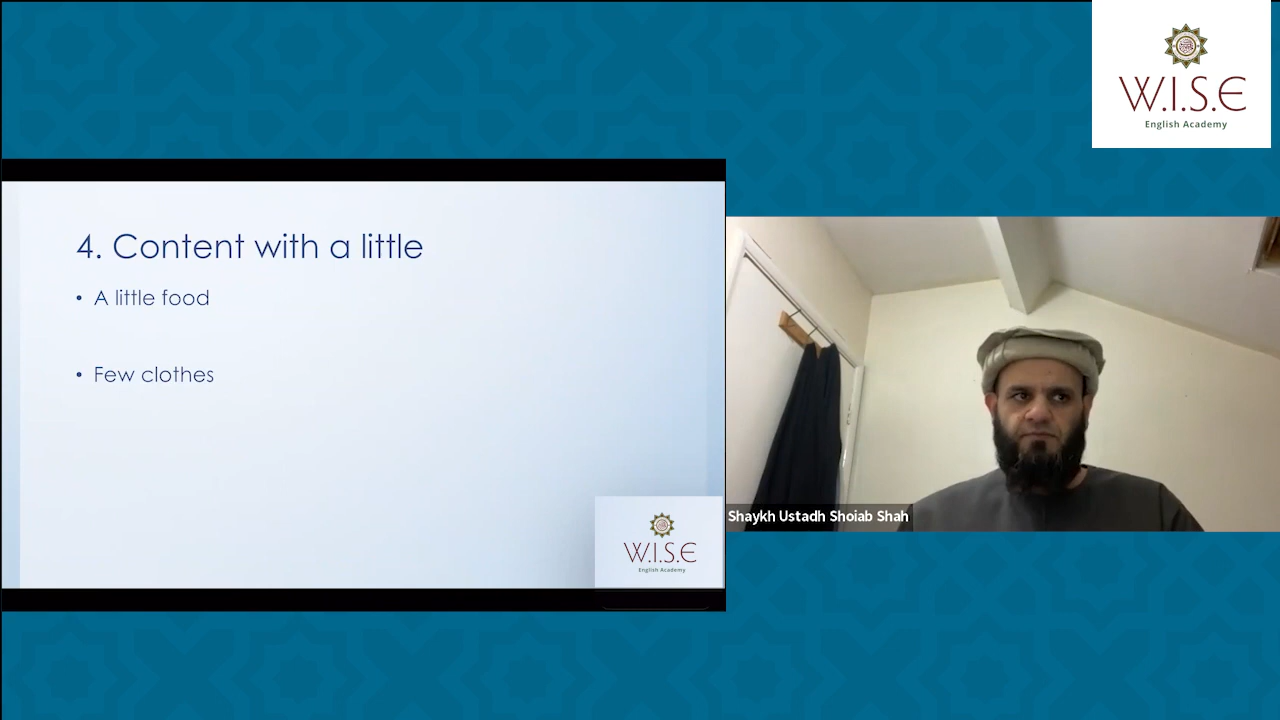 W.I.S.E
English Academy
4. Content with a little
• A little food
• Few clothes
W.I.S.E
English Academy
Shaykh Ustadh Shoiab Shah